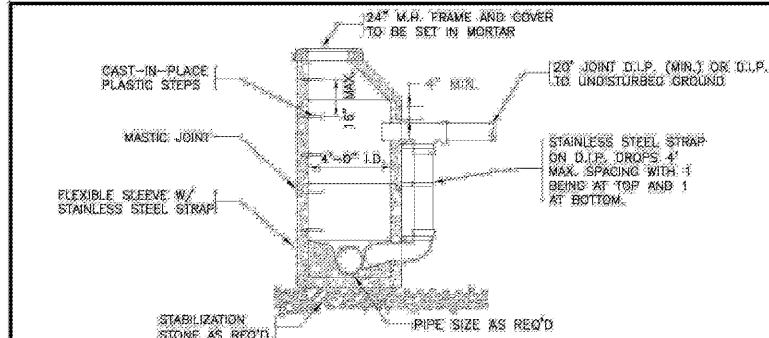 24" M.H. FRAME AND COVER
TO BE SET IN MORTAR
CAST-IN-PLACE
PLASTIC STEPS
16" MAX.
4" MIN.
20' JOINT D.I.P. (MIN.) OR D.I.P.
TO UNDISTURBED GROUND
MASTIC JOINT
4'-0" I.D.
STAINLESS STEEL STRAP
ON D.I.P. DROPS 4'
MAX. SPACING WITH 1
BEING AT TOP AND 1
AT BOTTOM.
FLEXIBLE SLEEVE W/
STAINLESS STEEL STRAP
STABILIZATION
STONE AS REQ'D
PIPE SIZE AS REQ'D